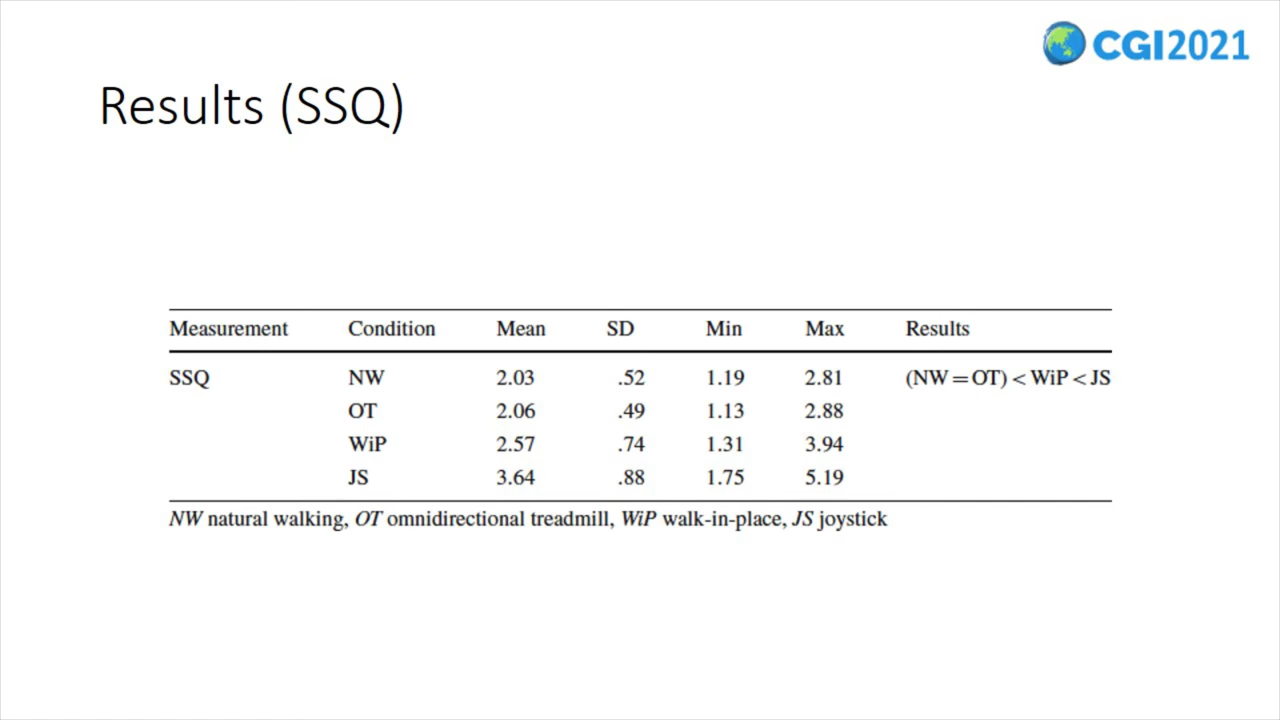 CGI2021
Results (SSQ)
Measurement Condition Mean SD Min Max Results
SSQ NW 2.03 .52 1.19 2.81 (NW=OT) < WiP < JS
OT 2.06 .49 1.13 2.88
WiP 2.57 .74 1.31 3.94
JS 3.64 .88 1.75 5.19
NW natural walking, OT omnidirectional treadmill, WiP walk-in-place, JS joystick